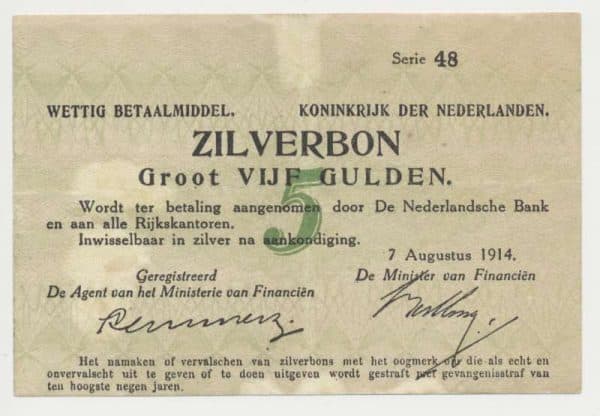 Serie 48
WETTIG BETAALMIDDEL. KONINKRIJK DER NEDERLANDEN.
ZILVERBON
Groot VIJF GULDEN.
5
Wordt ter betaling aangenomen door De Nederlandsche Bank
en aan alle Rijkskantoren.
Inwisselbaar in zilver na aankondiging.
7 Augustus 1914.
Geregistreerd De Minister van Financiën
De Agent van het Ministerie van Financiën
Het namaken of vervalschen van zilverbons met het oogmerk om die als echt en
onvervalscht uit te geven of te doen uitgeven wordt gestraft met gevangenisstraf van
ten hoogste negen jaren.